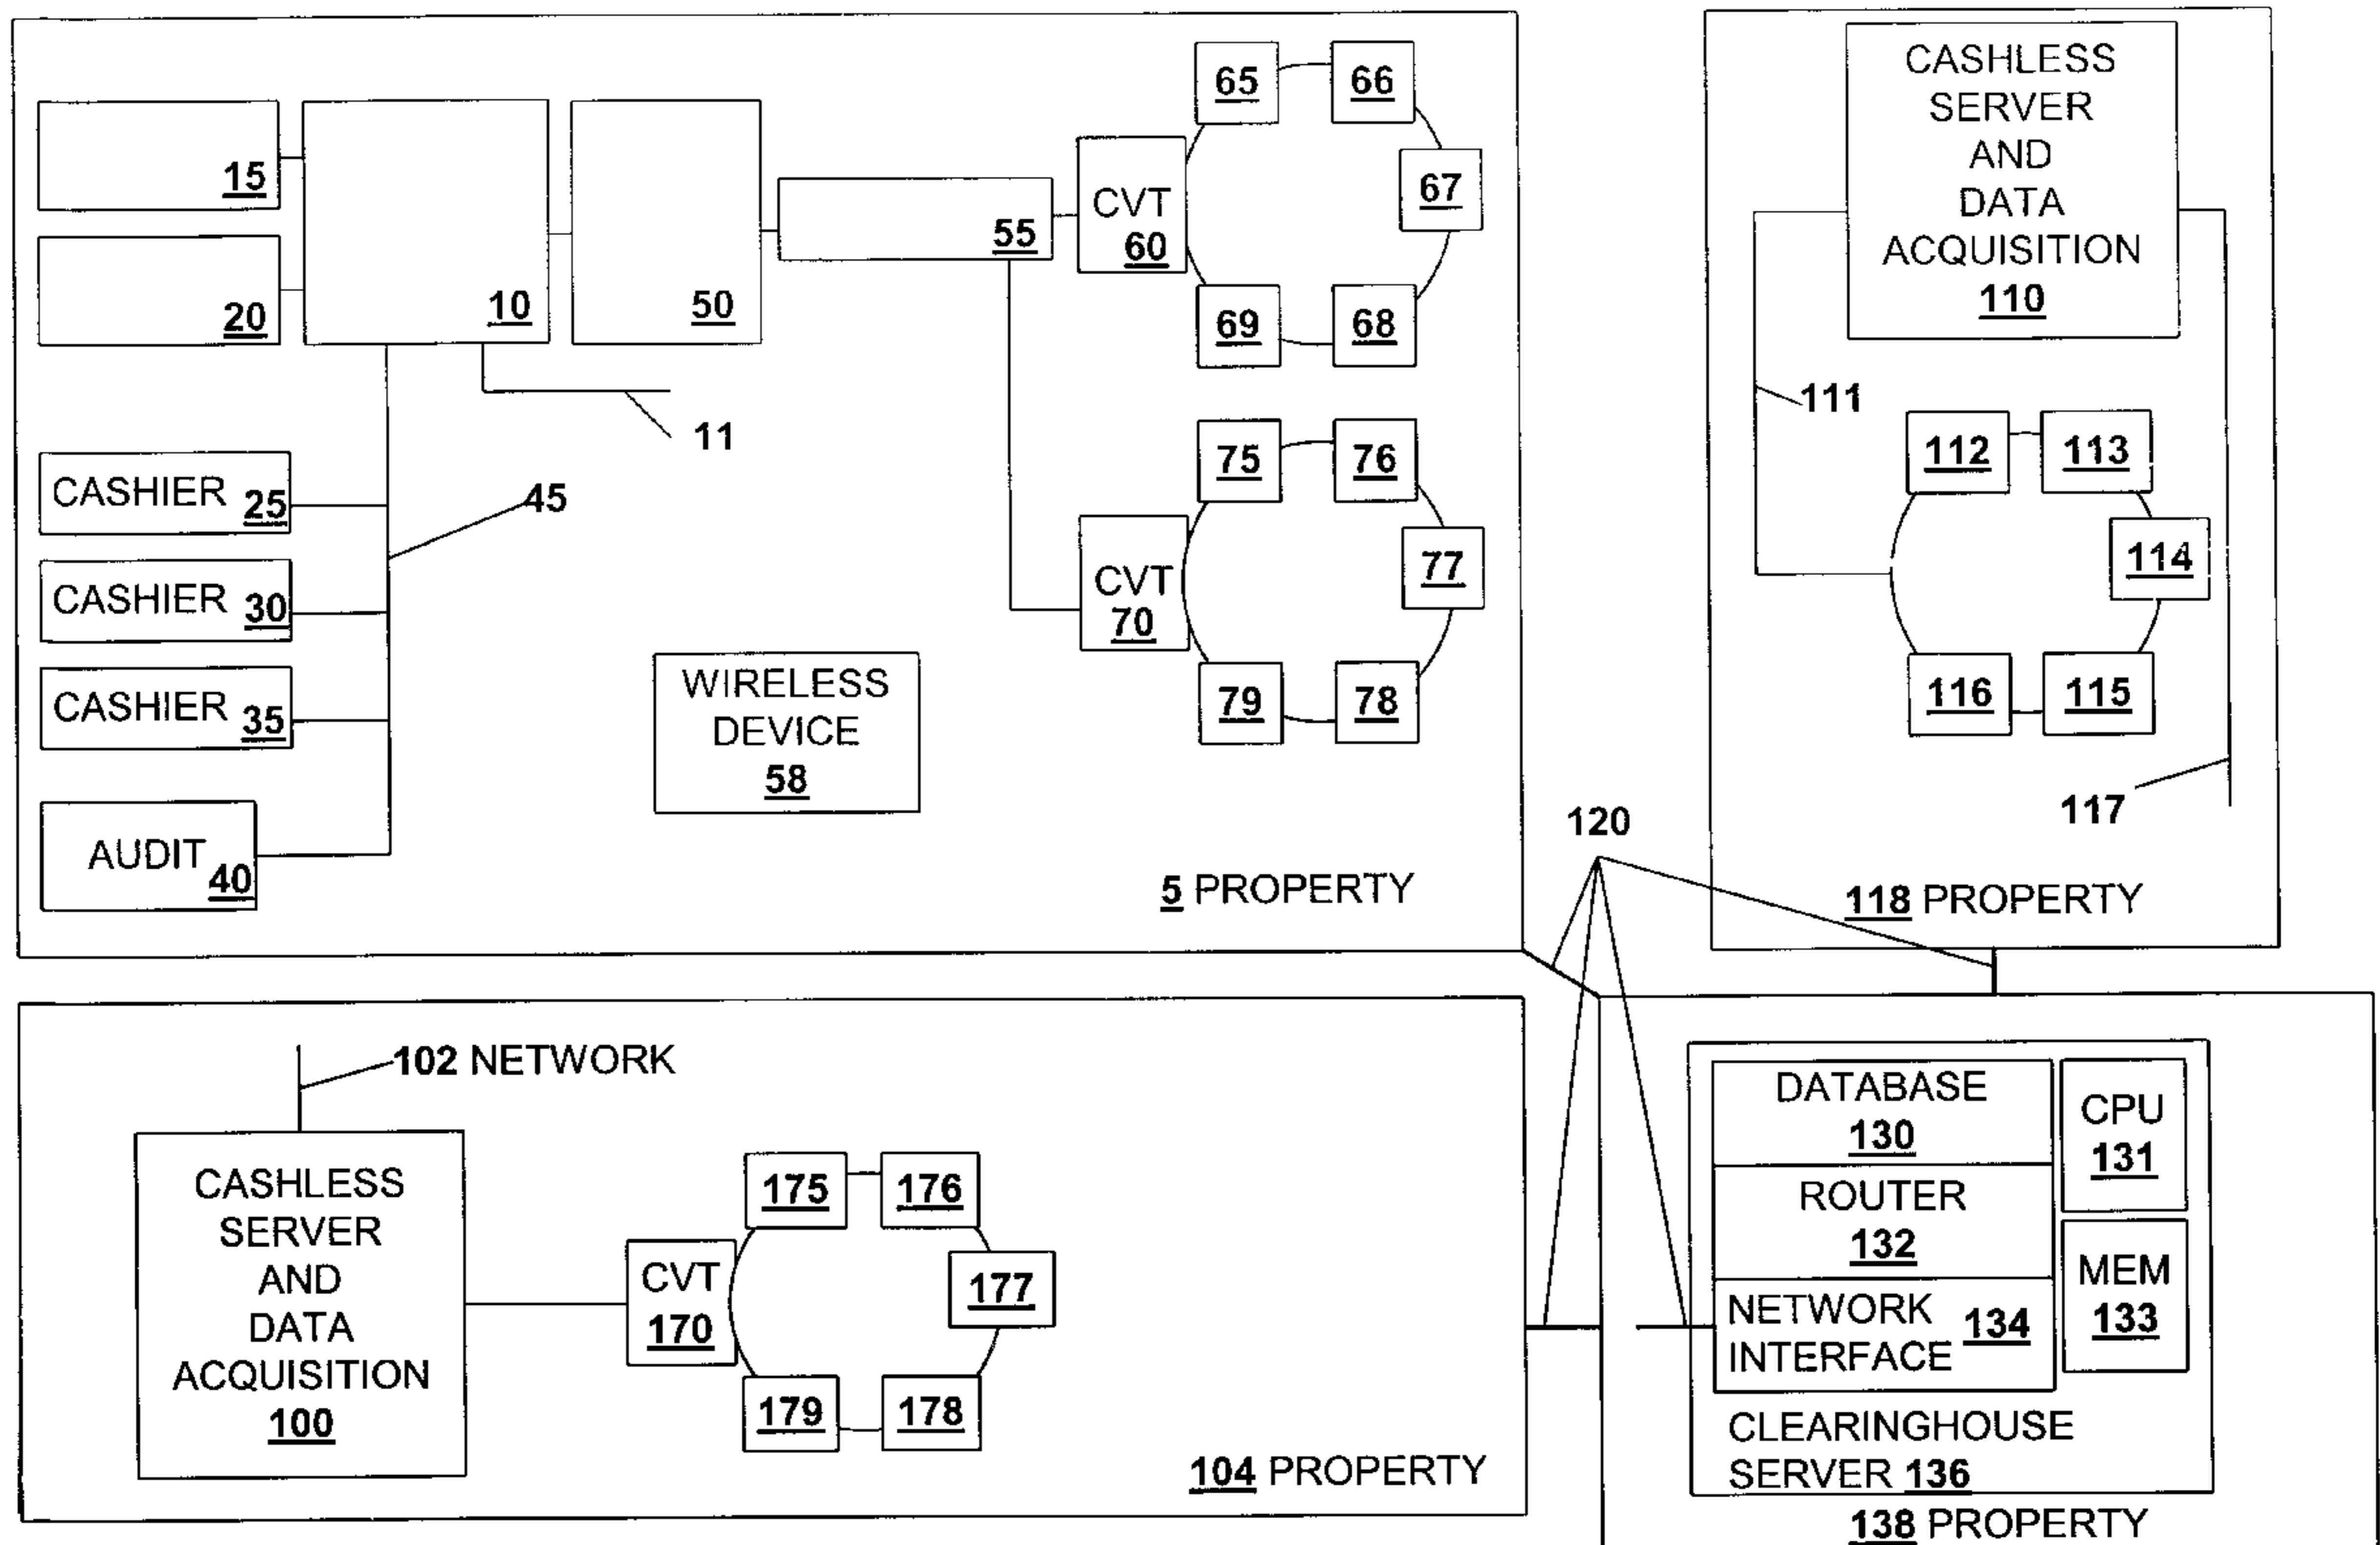 15
20
10
50
55
CVT
60
65
66
67
68
69
11
CASHIER 25
CASHIER 30
CASHIER 35
AUDIT
40
45
WIRELESS
DEVICE
58
CVT
70
75
76
77
78
79
5 PROPERTY
CASHLESS
SERVER
AND
DATA
ACQUISITION
110
111
112
113
114
115
116
117
118 PROPERTY
120
102 NETWORK
CASHLESS
SERVER
AND
DATA
ACQUISITION
100
CVT
170
175
176
177
178
179
104 PROPERTY
DATABASE
130
CPU
131
ROUTER
132
MEM
133
NETWORK
INTERFACE 134
CLEARINGHOUSE
SERVER 136
138 PROPERTY